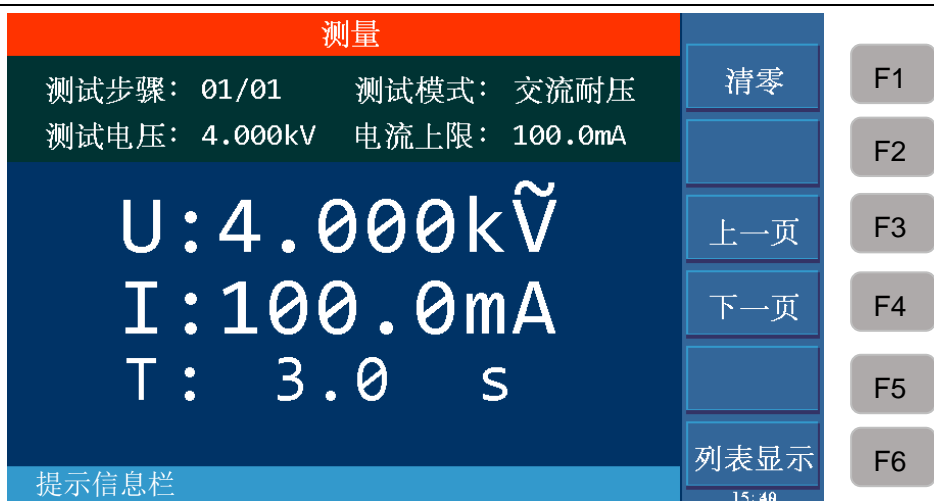 测量
测试步骤: 01/01 测试模式: 交流耐压
测试电压: 4.000kV 电流上限: 100.0mA
U:4.000kṼ
I:100.0mA
T: 3.0 s
提示信息栏
清零
上一页
下一页
列表显示
15:40
F1
F2
F3
F4
F5
F6